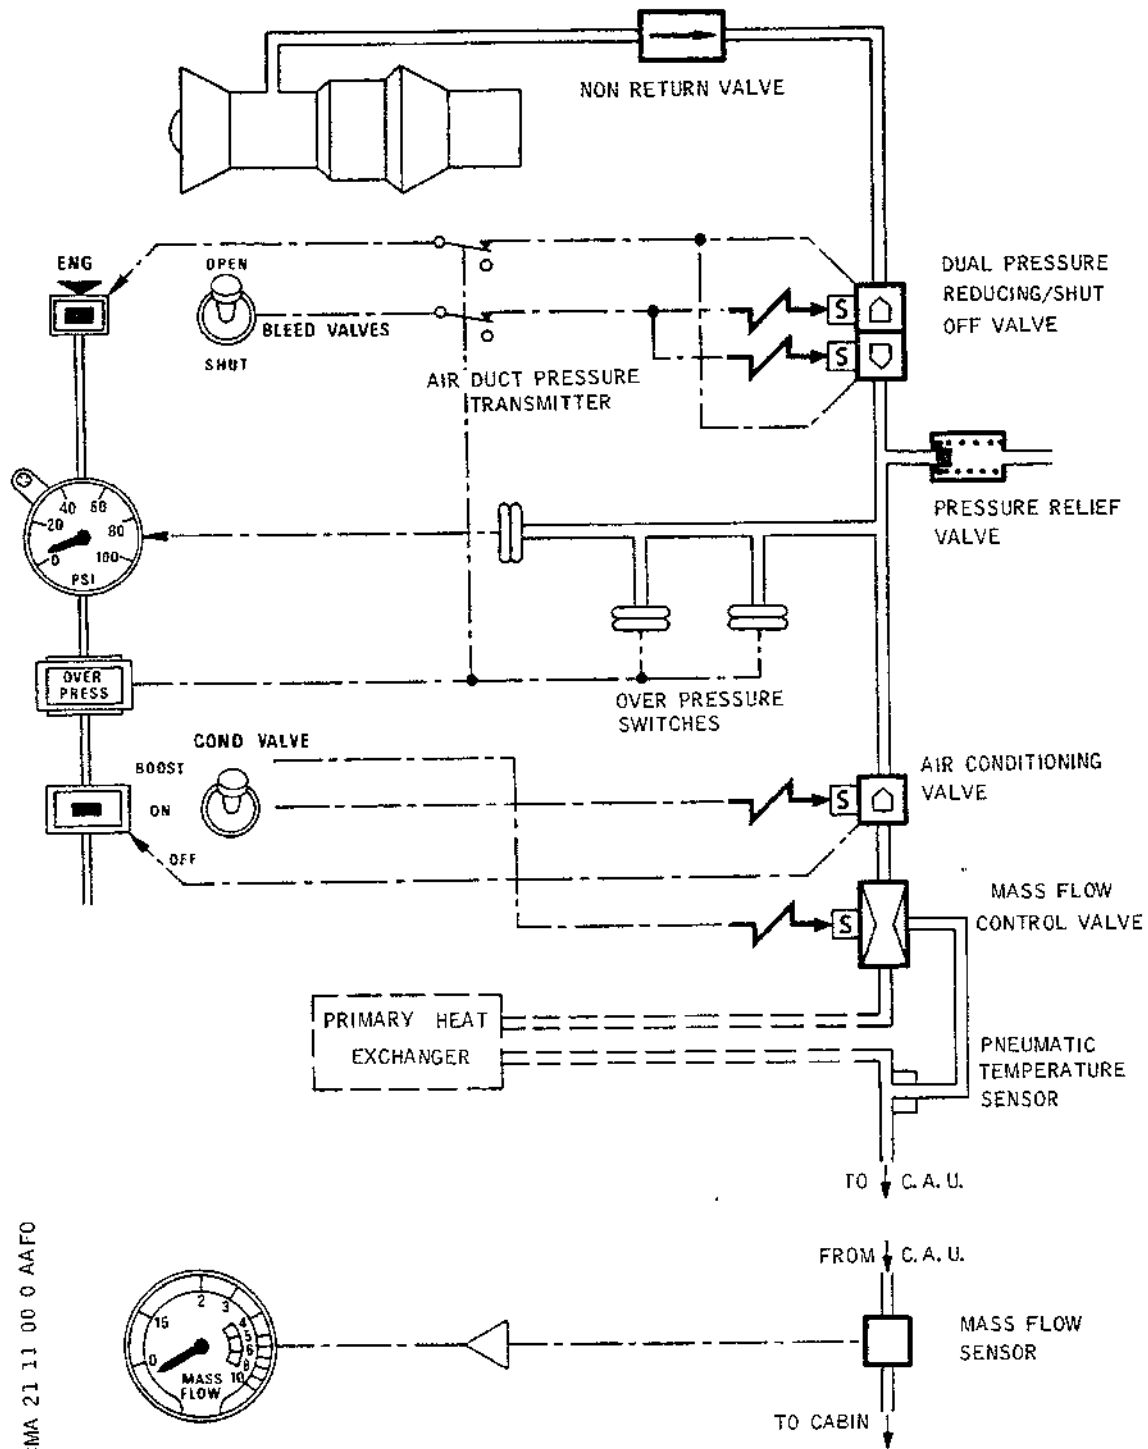 NON RETURN VALVE
ENG
OPEN
BLEED VALVES
SHUT
DUAL PRESSURE
REDUCING/SHUT
OFF VALVE
S
S
AIR DUCT PRESSURE
TRANSMITTER
PRESSURE RELIEF
VALVE
0 20 40 60 80 100
PSI
OVER
PRESS
OVER PRESSURE
SWITCHES
COND VALVE
BOOST
ON
OFF
AIR CONDITIONING
VALVE
S
MASS FLOW
CONTROL VALVE
S
PRIMARY HEAT
EXCHANGER
PNEUMATIC
TEMPERATURE
SENSOR
TO C.A.U.
FROM C.A.U.
MASS FLOW
SENSOR
0 15 2 3 4 5 6 8 10
MASS
FLOW
TO CABIN
MA 21 11 00 0 AAFO